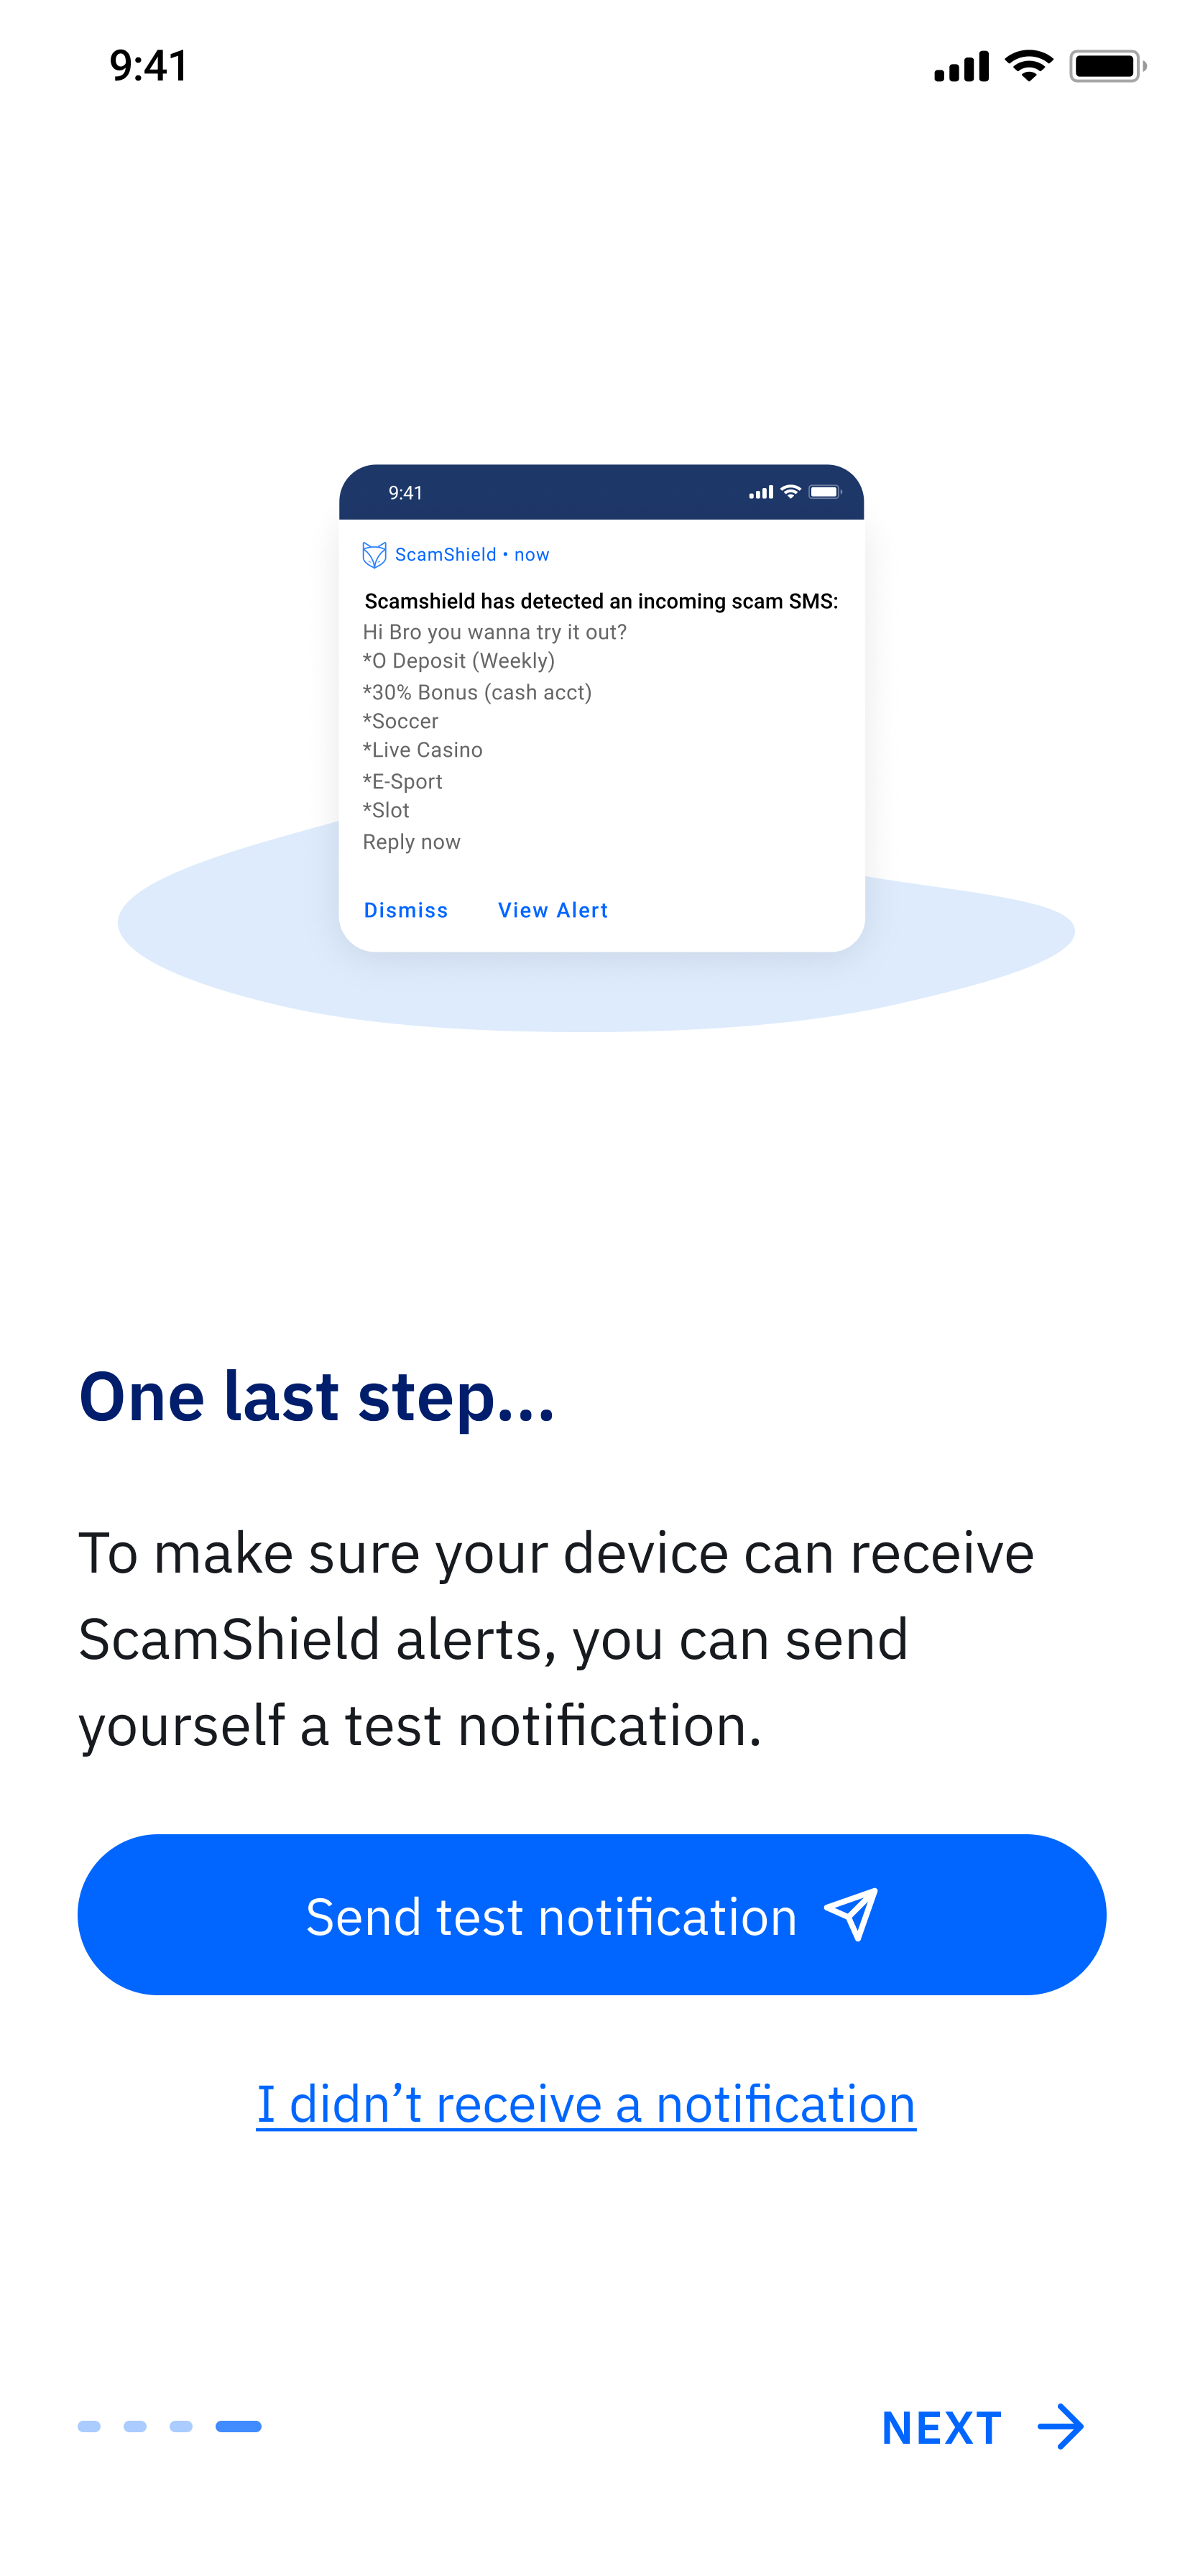 9:41
9:41
ScamShield • now
Scamshield has detected an incoming scam SMS:
Hi Bro you wanna try it out?
*O Deposit (Weekly)
*30% Bonus (cash acct)
*Soccer
*Live Casino
*E-Sport
*Slot
Reply now
Dismiss View Alert
One last step...
To make sure your device can receive
ScamShield alerts, you can send
yourself a test notification.
Send test notification
I didn’t receive a notification
NEXT